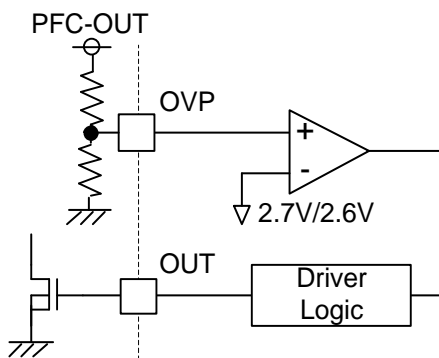 PFC-OUT
OVP
+
-
2.7V/2.6V
OUT
Driver
Logic